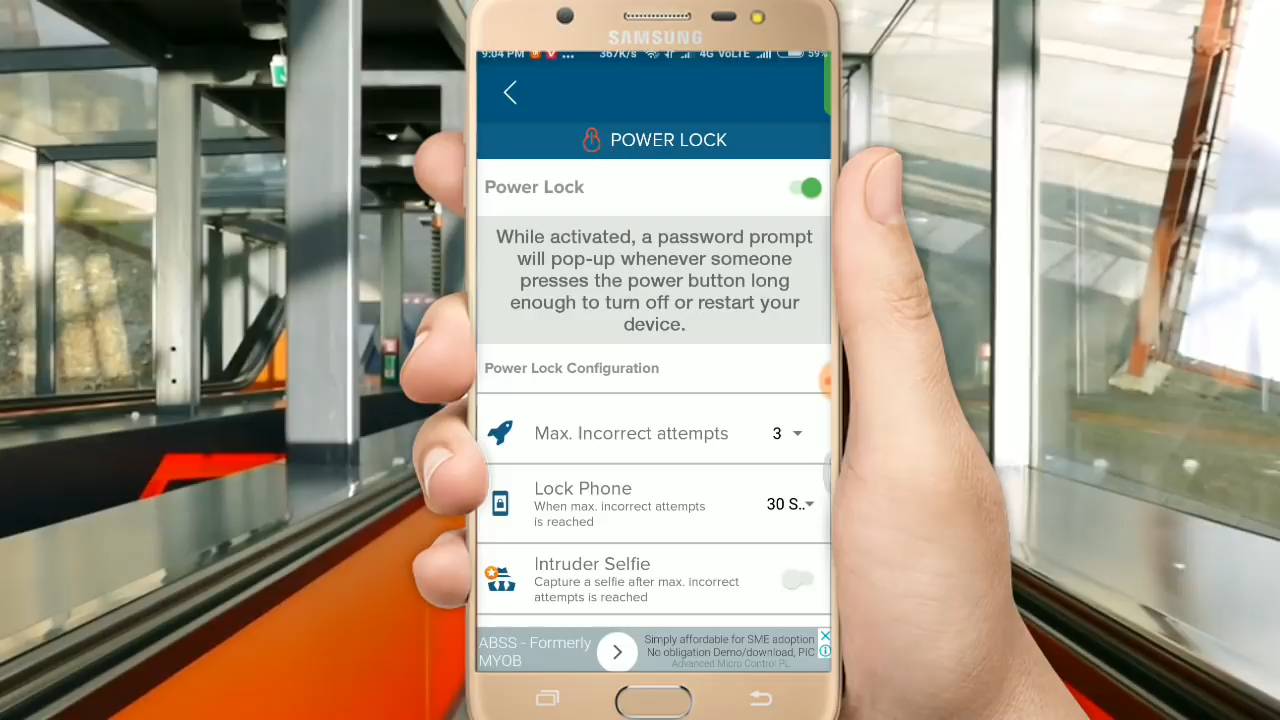 SAMSUNG
9:04 PM ... 367K/s 4G VoLTE 59%
POWER LOCK
Power Lock
While activated, a password prompt
will pop-up whenever someone
presses the power button long
enough to turn off or restart your
device.
Power Lock Configuration
Max. Incorrect attempts 3
Lock Phone
When max. incorrect attempts
is reached
30 S..
Intruder Selfie
Capture a selfie after max. incorrect
attempts is reached
ABSS - Formerly
MYOB
Simply affordable for SME adoption
No obligation Demo/download, PIC
Advanced Micro Control PL